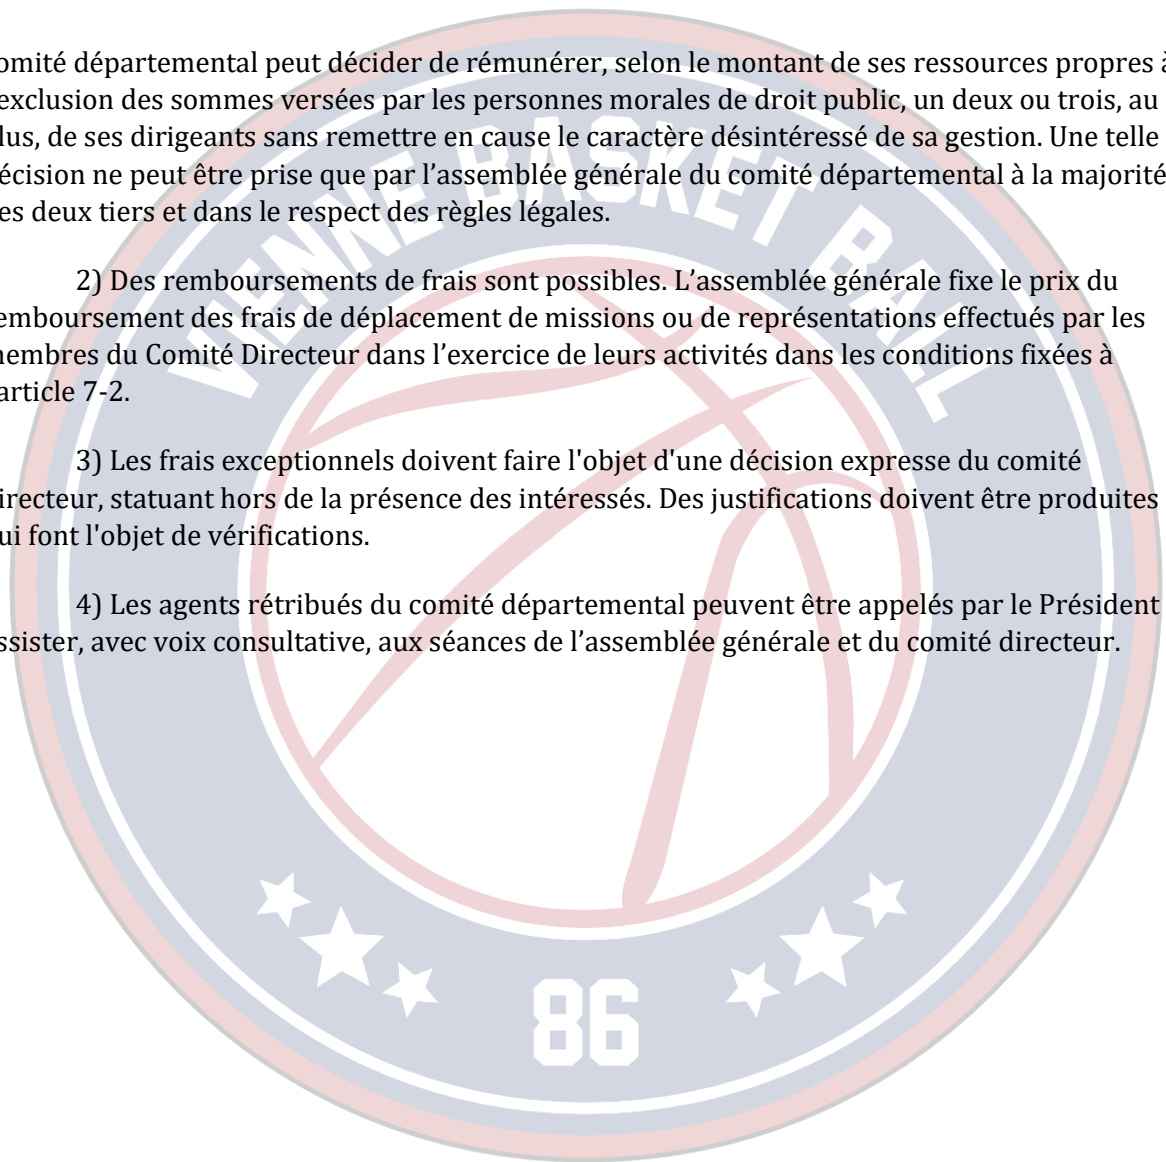 omité départemental peut décider de rémunérer, selon le montant de ses ressources propres à
exclusion des sommes versées par les personnes morales de droit public, un deux ou trois, au
lus, de ses dirigeants sans remettre en cause le caractère désintéressé de sa gestion. Une telle
écision ne peut être prise que par l’assemblée générale du comité départemental à la majorité
es deux tiers et dans le respect des règles légales.
2) Des remboursements de frais sont possibles. L’assemblée générale fixe le prix du
emboursement des frais de déplacement de missions ou de représentations effectués par les
membres du Comité Directeur dans l’exercice de leurs activités dans les conditions fixées à
article 7-2.
3) Les frais exceptionnels doivent faire l'objet d'une décision expresse du comité
irecteur, statuant hors de la présence des intéressés. Des justifications doivent être produites
ui font l'objet de vérifications.
4) Les agents rétribués du comité départemental peuvent être appelés par le Président
ssister, avec voix consultative, aux séances de l’assemblée générale et du comité directeur.
VIENNE BASKET BALL
86